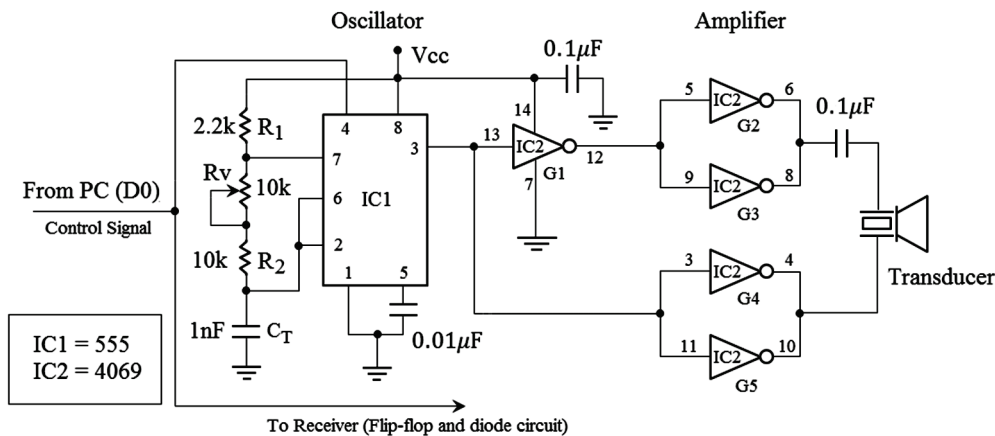 Oscillator
Amplifier
Vcc
0.1μF
2.2k
R1
4
8
14
13
3
IC2
12
G1
7
5
IC2
6
G2
0.1μF
9
IC2
8
G3
7
Rv
10k
6
IC1
From PC (D0)
Control Signal
10k
R2
2
1
5
3
IC2
4
G4
Transducer
1nF
CT
0.01μF
11
IC2
10
G5
IC1 = 555
IC2 = 4069
To Receiver (Flip-flop and diode circuit)